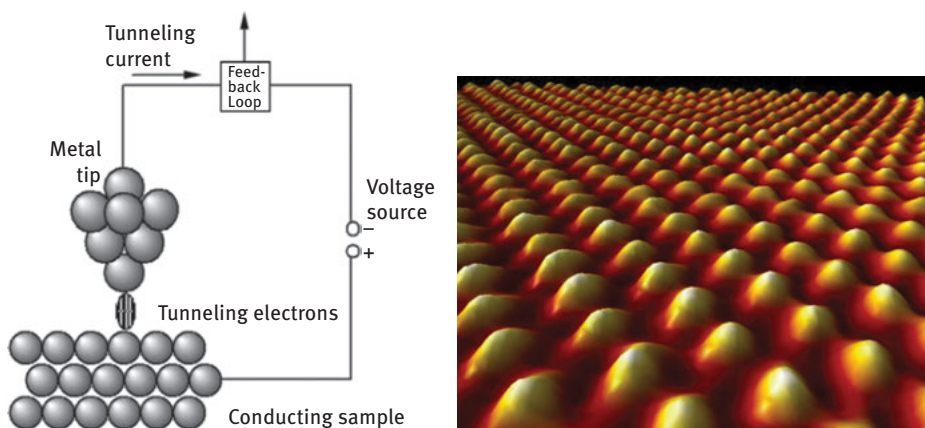 Tunneling
current
Feed-
back
Loop
Metal
tip
Voltage
source
–
+
Tunneling electrons
Conducting sample